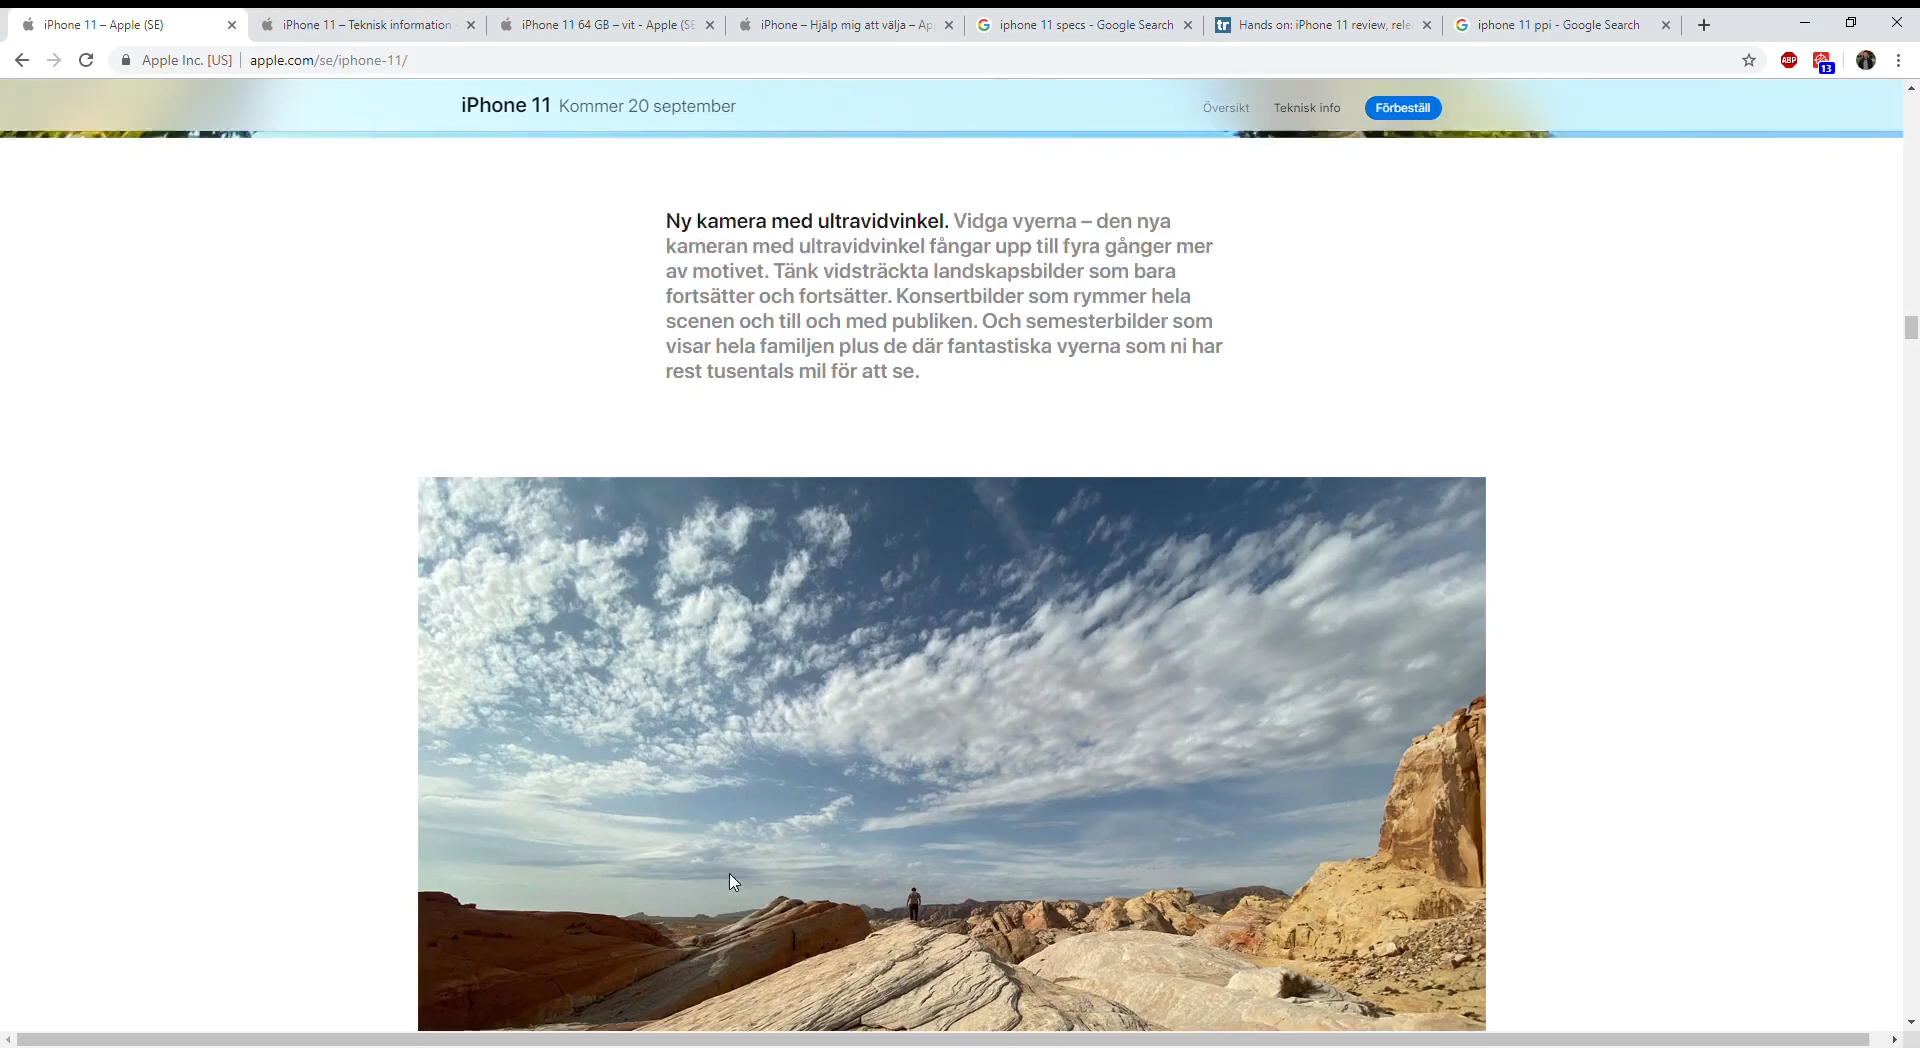 iPhone 11 – Apple (SE)
iPhone 11 – Teknisk information
iPhone 11 64 GB – vit - Apple (SE
iPhone – Hjälp mig att välja – Ap
iphone 11 specs - Google Search
tr
Hands on: iPhone 11 review, rele
iphone 11 ppi - Google Search
Apple Inc. [US]
apple.com/se/iphone-11/
ABP
13
iPhone 11 Kommer 20 september
Översikt
Teknisk info
Förbeställ
Ny kamera med ultravidvinkel. Vidga vyerna – den nya
kameran med ultravidvinkel fångar upp till fyra gånger mer
av motivet. Tänk vidsträckta landskapsbilder som bara
fortsätter och fortsätter. Konsertbilder som rymmer hela
scenen och till och med publiken. Och semesterbilder som
visar hela familjen plus de där fantastiska vyerna som ni har
rest tusentals mil för att se.